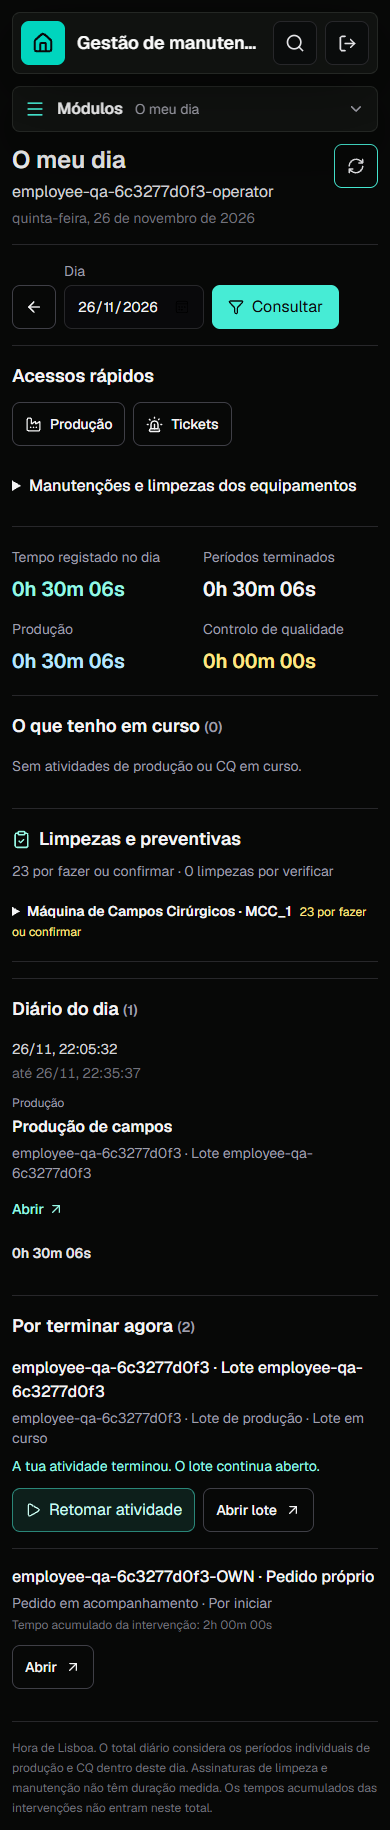 Gestão de manuten...
Módulos O meu dia
O meu dia
employee-qa-6c3277d0f3-operator
quinta-feira, 26 de novembro de 2026
Dia
26/11/2026
Consultar
Acessos rápidos
Produção
Tickets
Manutenções e limpezas dos equipamentos
Tempo registado no dia
Períodos terminados
0h 30m 06s
0h 30m 06s
Produção
Controlo de qualidade
0h 30m 06s
0h 00m 00s
O que tenho em curso (0)
Sem atividades de produção ou CQ em curso.
Limpezas e preventivas
23 por fazer ou confirmar · 0 limpezas por verificar
Máquina de Campos Cirúrgicos · MCC_1 23 por fazer
ou confirmar
Diário do dia (1)
26/11, 22:05:32
até 26/11, 22:35:37
Produção
Produção de campos
employee-qa-6c3277d0f3 · Lote employee-qa-
6c3277d0f3
Abrir
0h 30m 06s
Por terminar agora (2)
employee-qa-6c3277d0f3 · Lote employee-qa-
6c3277d0f3
employee-qa-6c3277d0f3 · Lote de produção · Lote em
curso
A tua atividade terminou. O lote continua aberto.
Retomar atividade
Abrir lote
employee-qa-6c3277d0f3-OWN · Pedido próprio
Pedido em acompanhamento · Por iniciar
Tempo acumulado da intervenção: 2h 00m 00s
Abrir
Hora de Lisboa. O total diário considera os períodos individuais de
produção e CQ dentro deste dia. Assinaturas de limpeza e
manutenção não têm duração medida. Os tempos acumulados das
intervenções não entram neste total.